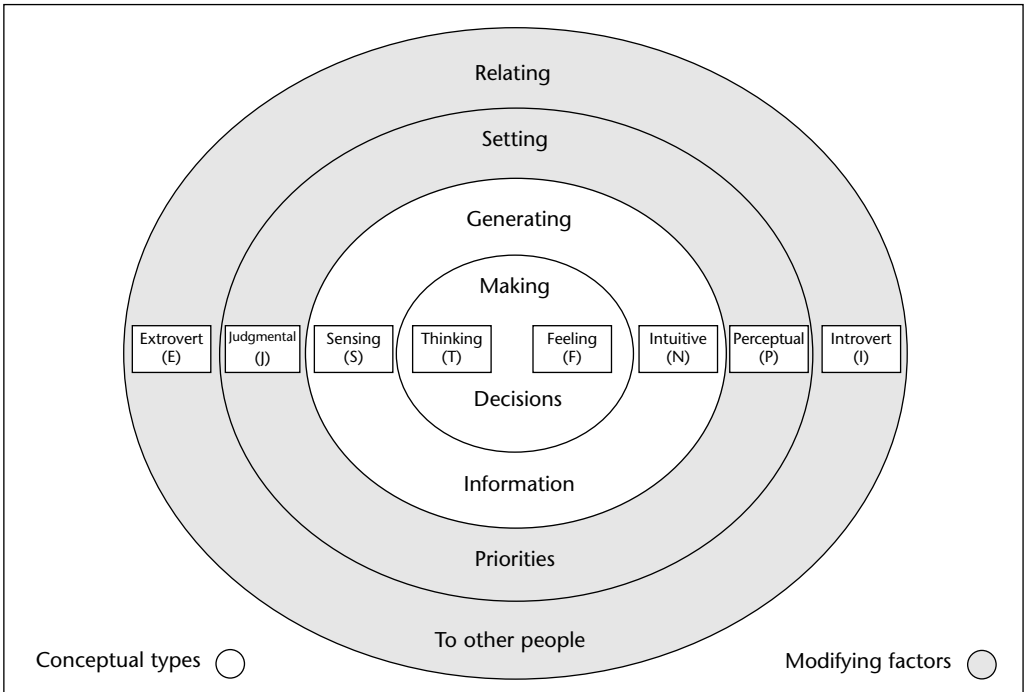 Relating
Setting
Generating
Making
Extrovert
(E)
Judgmental
(J)
Sensing
(S)
Thinking
(T)
Feeling
(F)
Intuitive
(N)
Perceptual
(P)
Introvert
(I)
Decisions
Information
Priorities
To other people
Conceptual types
Modifying factors